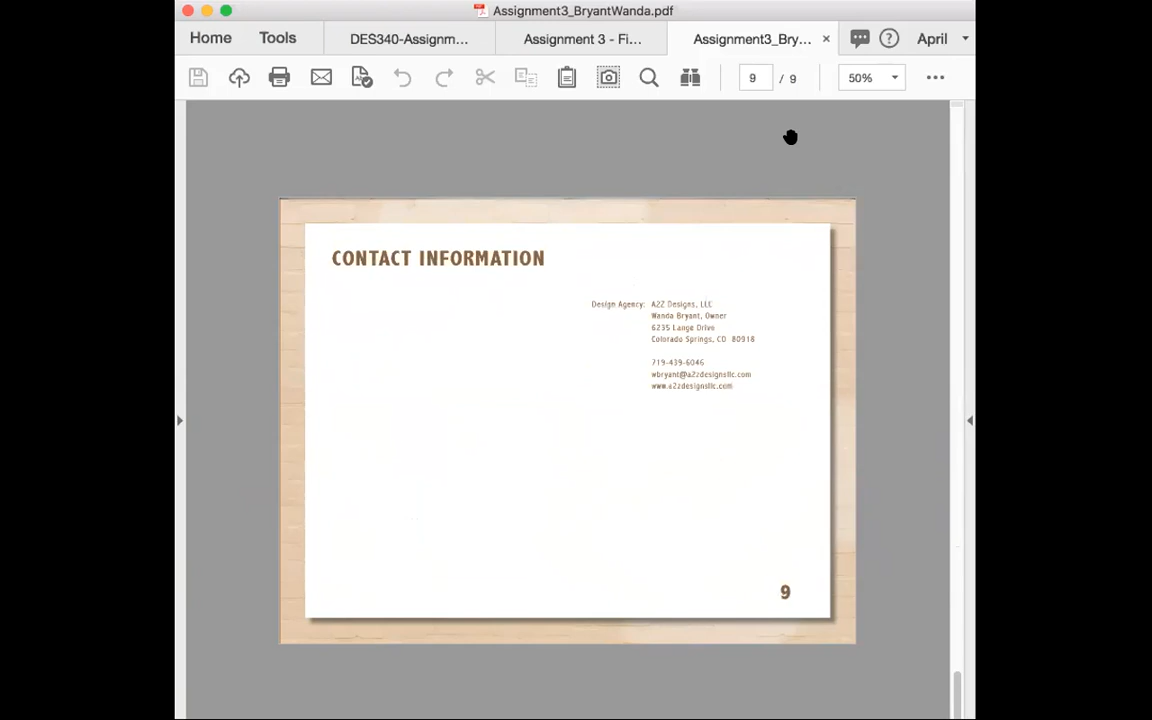 Assignment3_BryantWanda.pdf
Home Tools DES340-Assignm... Assignment 3 - Fi... Assignment3_Bry... × April
9 / 9 50%
CONTACT INFORMATION
Design Agency: A2Z Designs, LLC
Wanda Bryant, Owner
6235 Lange Drive
Colorado Springs, CO 80918
719-439-6046
wbryant@a2zdesignsllc.com
www.a2zdesignsllc.com
9